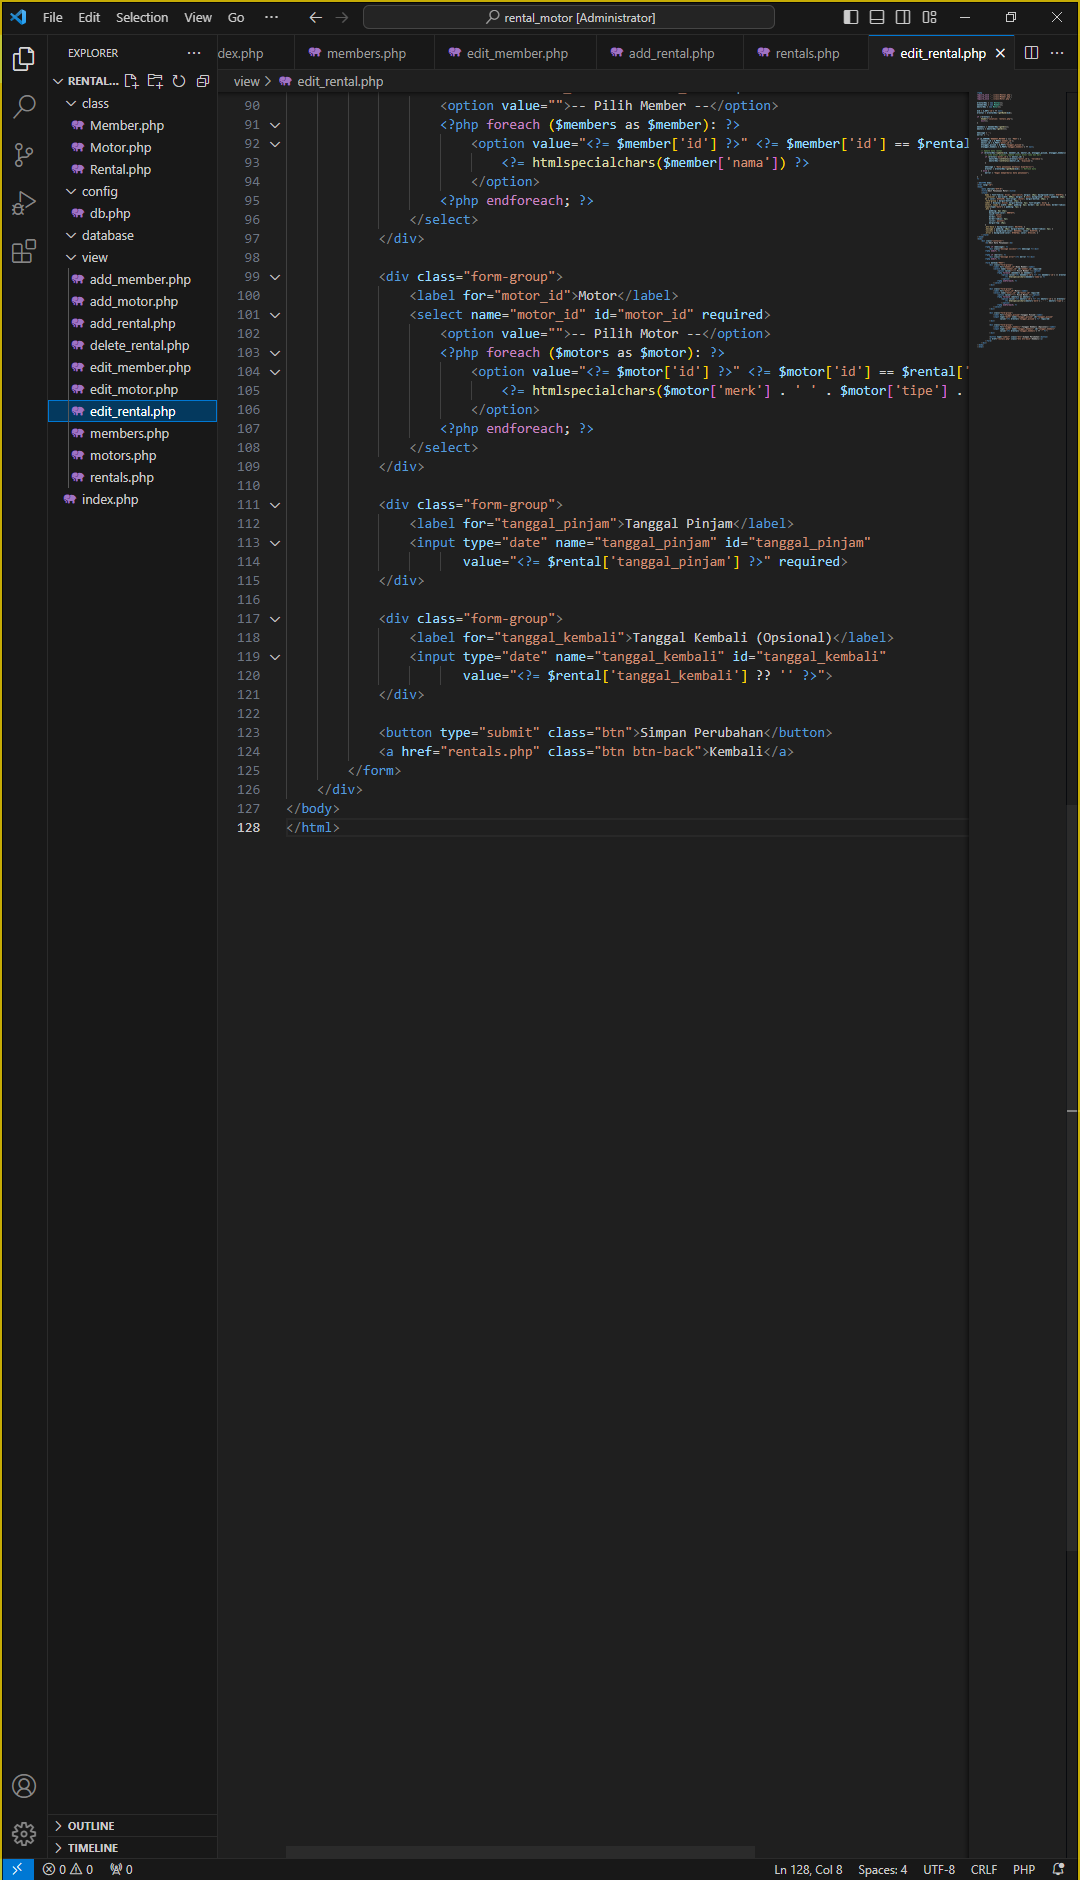 File Edit Selection View Go ··· rental_motor [Administrator]
EXPLORER
dex.php members.php edit_member.php add_rental.php rentals.php edit_rental.php
RENTAL...
view > edit_rental.php
class
Member.php
Motor.php
Rental.php
config
db.php
database
view
add_member.php
add_motor.php
add_rental.php
delete_rental.php
edit_member.php
edit_motor.php
edit_rental.php
members.php
motors.php
rentals.php
index.php
90 <option value="">-- Pilih Member --</option>
91 <?php foreach ($members as $member): ?>
92 <option value="<?= $member['id'] ?>" <?= $member['id'] == $rental
93 <?= htmlspecialchars($member['nama']) ?>
94 </option>
95 <?php endforeach; ?>
96 </select>
97 </div>
98
99 <div class="form-group">
100 <label for="motor_id">Motor</label>
101 <select name="motor_id" id="motor_id" required>
102 <option value="">-- Pilih Motor --</option>
103 <?php foreach ($motors as $motor): ?>
104 <option value="<?= $motor['id'] ?>" <?= $motor['id'] == $rental['
105 <?= htmlspecialchars($motor['merk'] . ' ' . $motor['tipe'] .
106 </option>
107 <?php endforeach; ?>
108 </select>
109 </div>
110
111 <div class="form-group">
112 <label for="tanggal_pinjam">Tanggal Pinjam</label>
113 <input type="date" name="tanggal_pinjam" id="tanggal_pinjam"
114 value="<?= $rental['tanggal_pinjam'] ?>" required>
115 </div>
116
117 <div class="form-group">
118 <label for="tanggal_kembali">Tanggal Kembali (Opsional)</label>
119 <input type="date" name="tanggal_kembali" id="tanggal_kembali"
120 value="<?= $rental['tanggal_kembali'] ?? '' ?>">
121 </div>
122
123 <button type="submit" class="btn">Simpan Perubahan</button>
124 <a href="rentals.php" class="btn btn-back">Kembali</a>
125 </form>
126 </div>
127 </body>
128 </html>
OUTLINE
TIMELINE
0 0 0 Ln 128, Col 8 Spaces: 4 UTF-8 CRLF PHP